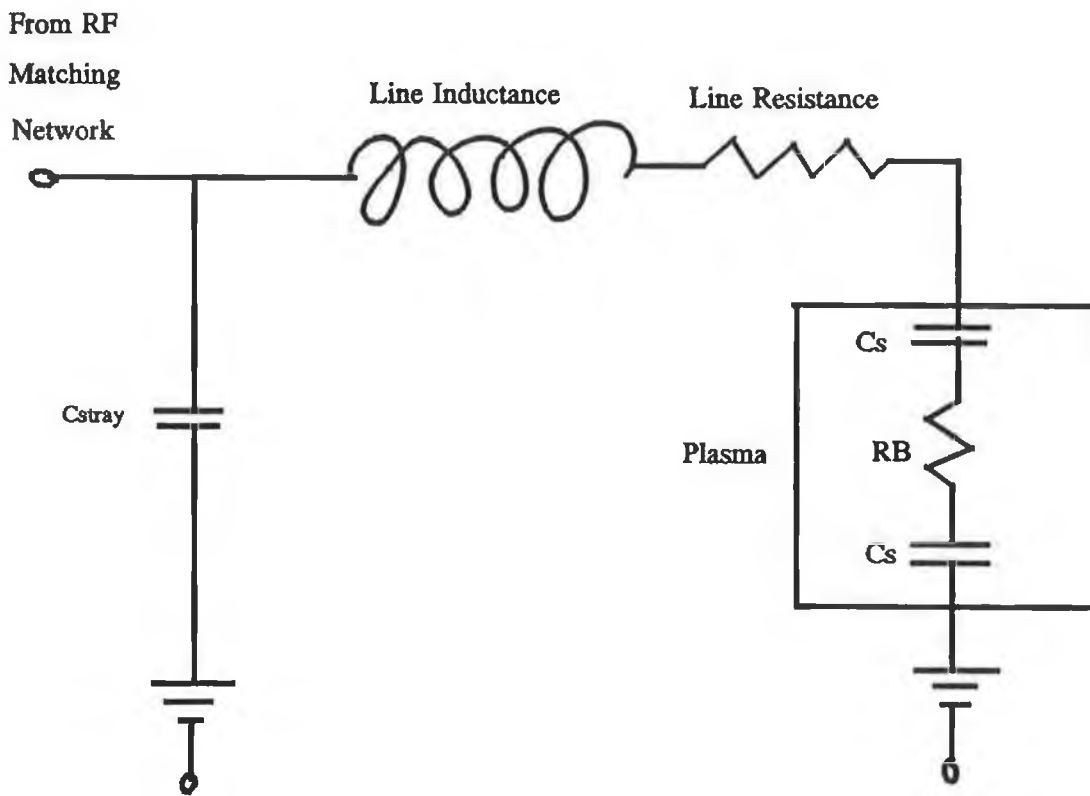 From RF
Matching
Network
Line Inductance
Line Resistance
Cstray
Plasma
Cs
RB
Cs